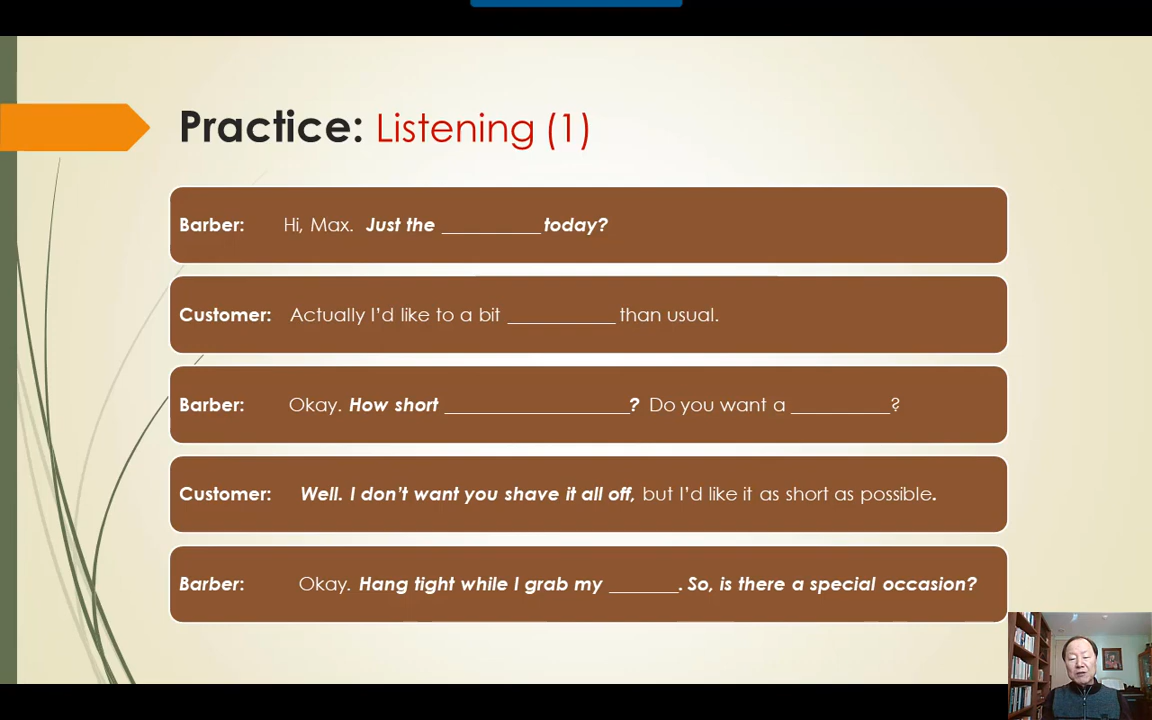 Practice: Listening (1)
Barber: Hi, Max. Just the __________ today?
Customer: Actually I'd like to a bit ___________ than usual.
Barber: Okay. How short ___________________? Do you want a __________?
Customer: Well. I don't want you shave it all off, but I'd like it as short as possible.
Barber: Okay. Hang tight while I grab my _______. So, is there a special occasion?